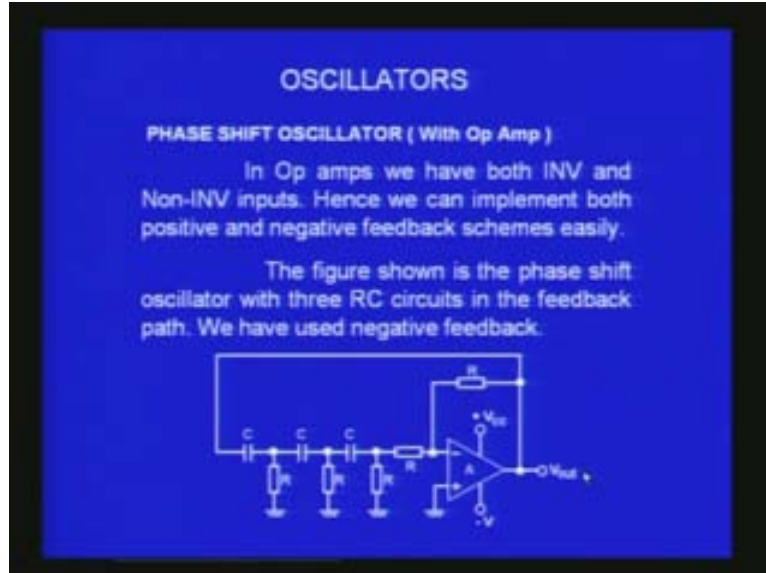 OSCILLATORS
PHASE SHIFT OSCILLATOR ( With Op Amp )
In Op amps we have both INV and
Non-INV inputs. Hence we can implement both
positive and negative feedback schemes easily.
The figure shown is the phase shift
oscillator with three RC circuits in the feedback
path. We have used negative feedback.
R
+ Vcc
C C C
R
A
Vout
R R R
-V